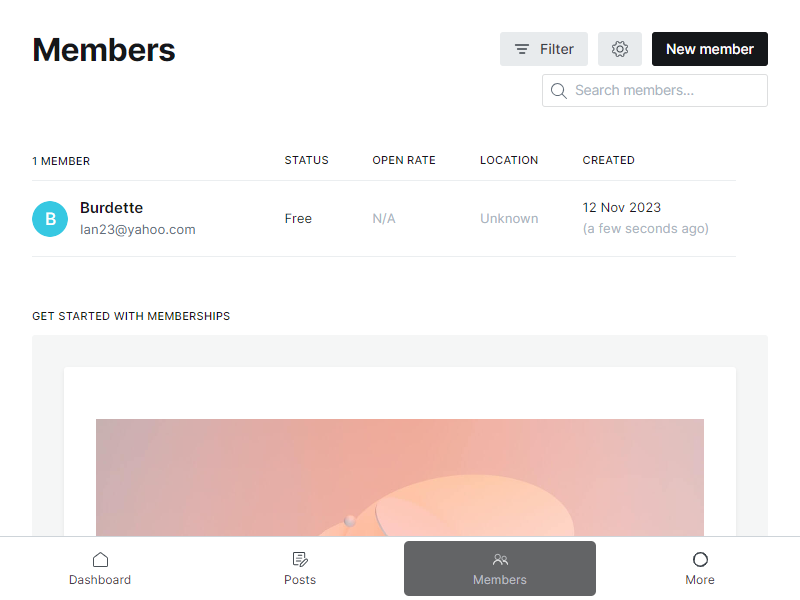 Members
Filter
New member
Search members...
1 MEMBER
STATUS
OPEN RATE
LOCATION
CREATED
B
Burdette
Ian23@yahoo.com
Free
N/A
Unknown
12 Nov 2023
(a few seconds ago)
GET STARTED WITH MEMBERSHIPS
Dashboard
Posts
Members
More